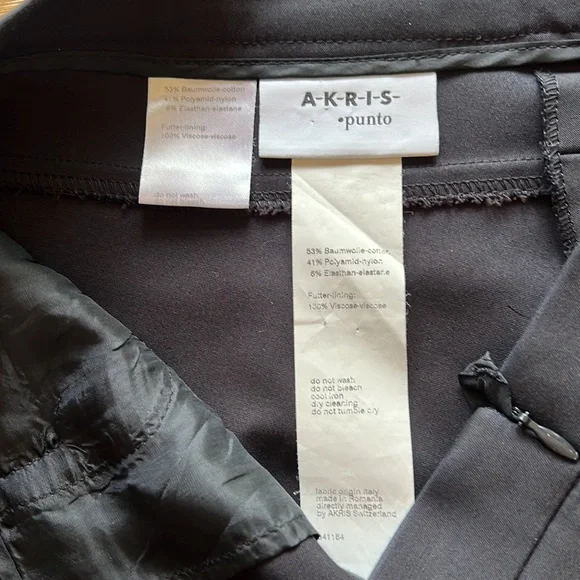 53% Baumwolle-cotton
41% Polyamid-nylon
6% Elasthan-elastane
Futter-lining:
100% Viscose-viscose
do not wash
A-K-R-I-S-
•punto
53% Baumwolle-cotton
41% Polyamid-nylon
6% Elasthan-elastane
Futter-lining:
100% Viscose-viscose
do not wash
do not bleach
cool iron
dry cleaning
do not tumble dry
fabric origin Italy
made in Romania
directly managed
by AKRIS Switzerland